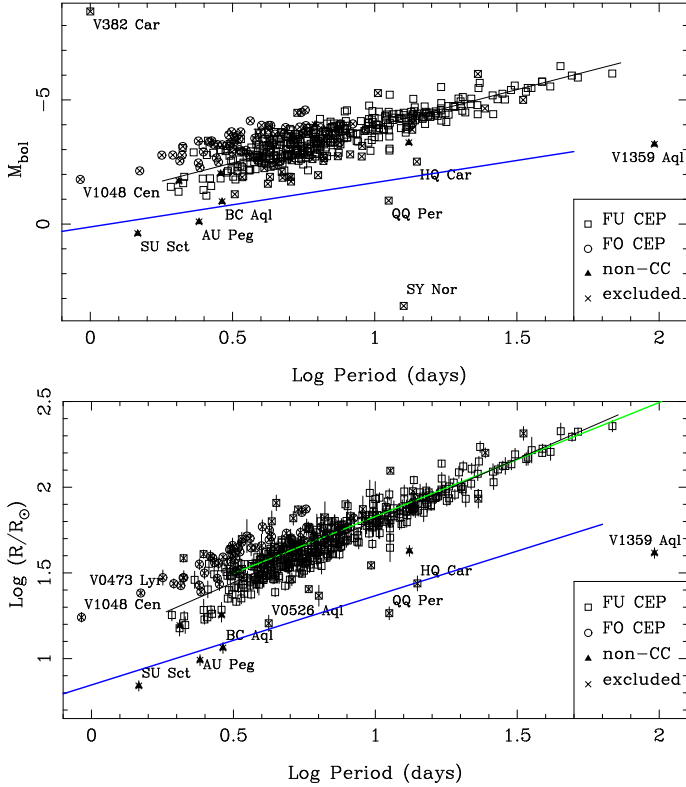 V382 Car
−5
0
M_bol
V1048 Cen
HQ Car
V1359 Aql
BC Aql
QQ Per
AU Peg
SU Sct
SY Nor
FU CEP
FO CEP
non−CC
excluded
0
0.5
1
1.5
2
Log Period (days)
2.5
2
1.5
1
Log (R/R⊙)
V1359 Aql
V0473 Lyr
HQ Car
V1048 Cen
V0526 Aql
QQ Per
BC Aql
AU Peg
SU Sct
FU CEP
FO CEP
non−CC
excluded
0
0.5
1
1.5
2
Log Period (days)